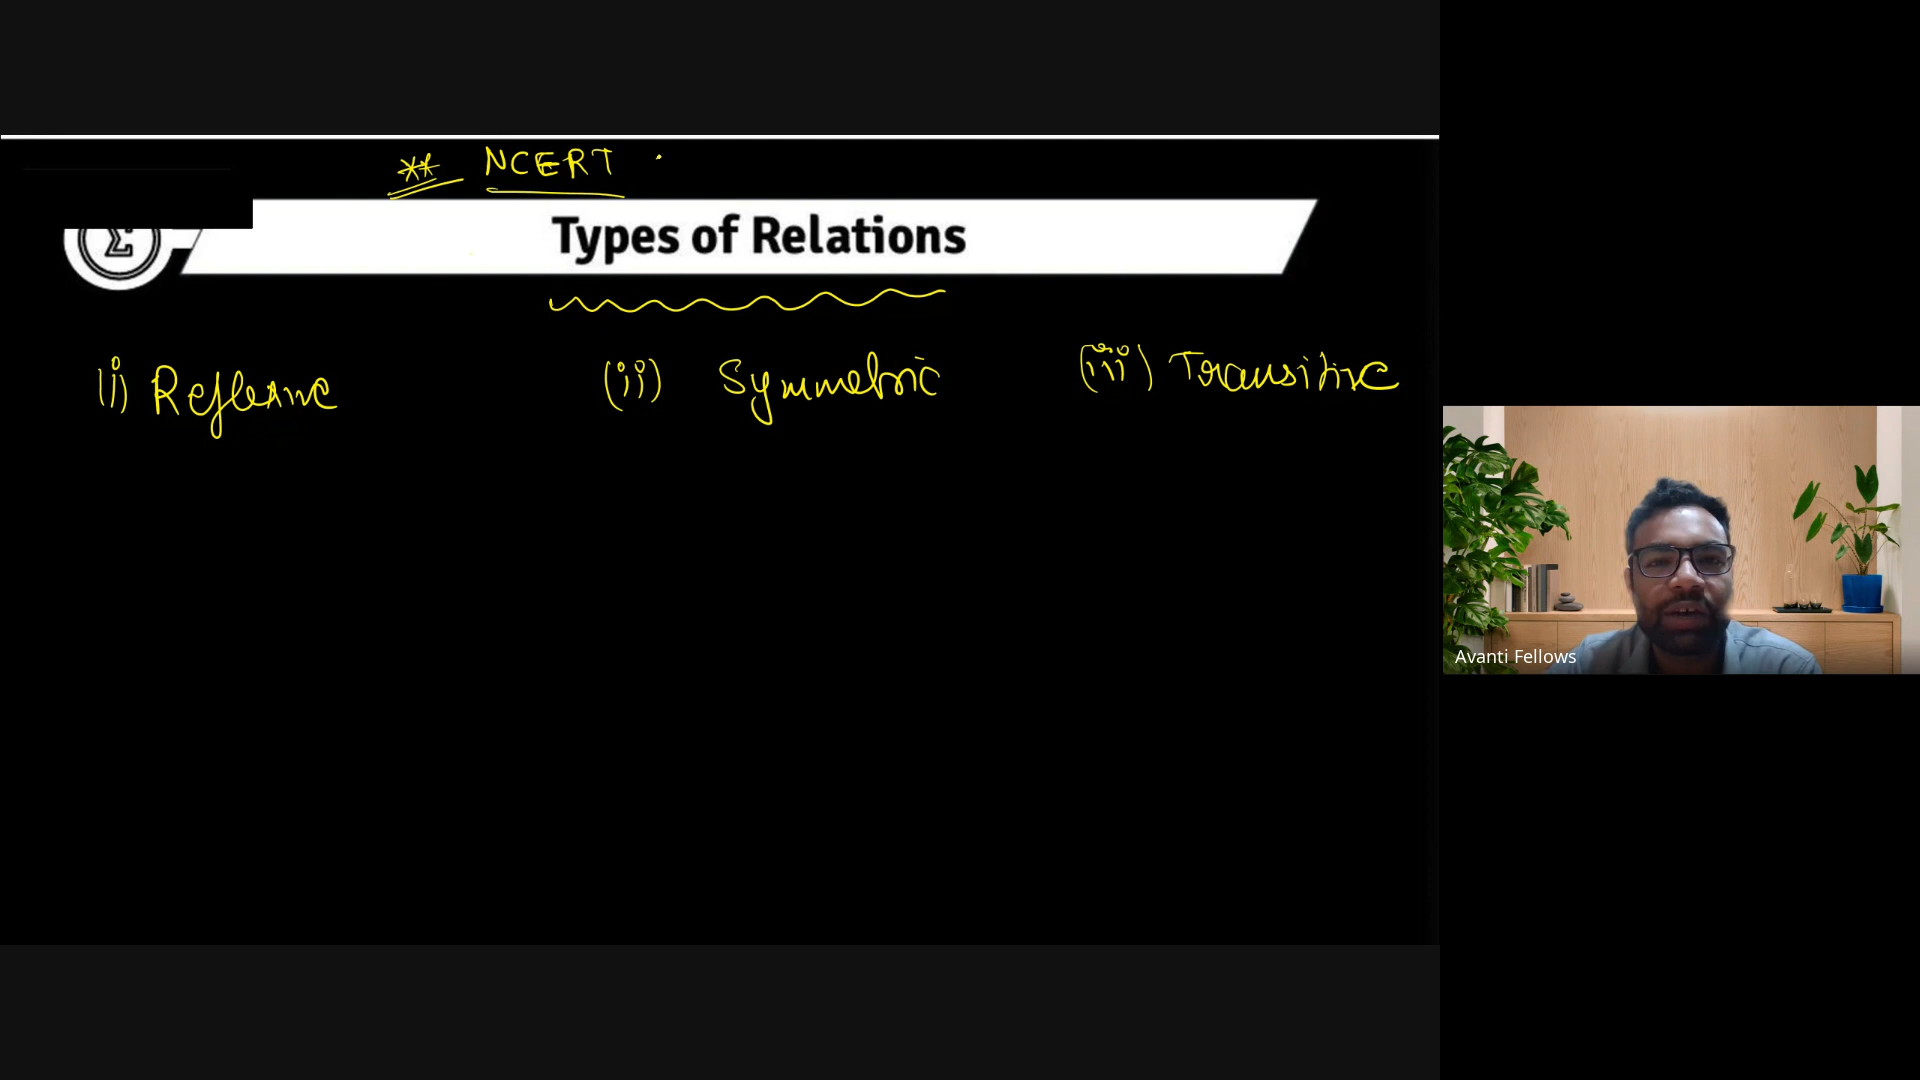 ** NCERT
Σ
Types of Relations
(i) Reflexive (ii) Symmetric (iii) Transitive
Avanti Fellows